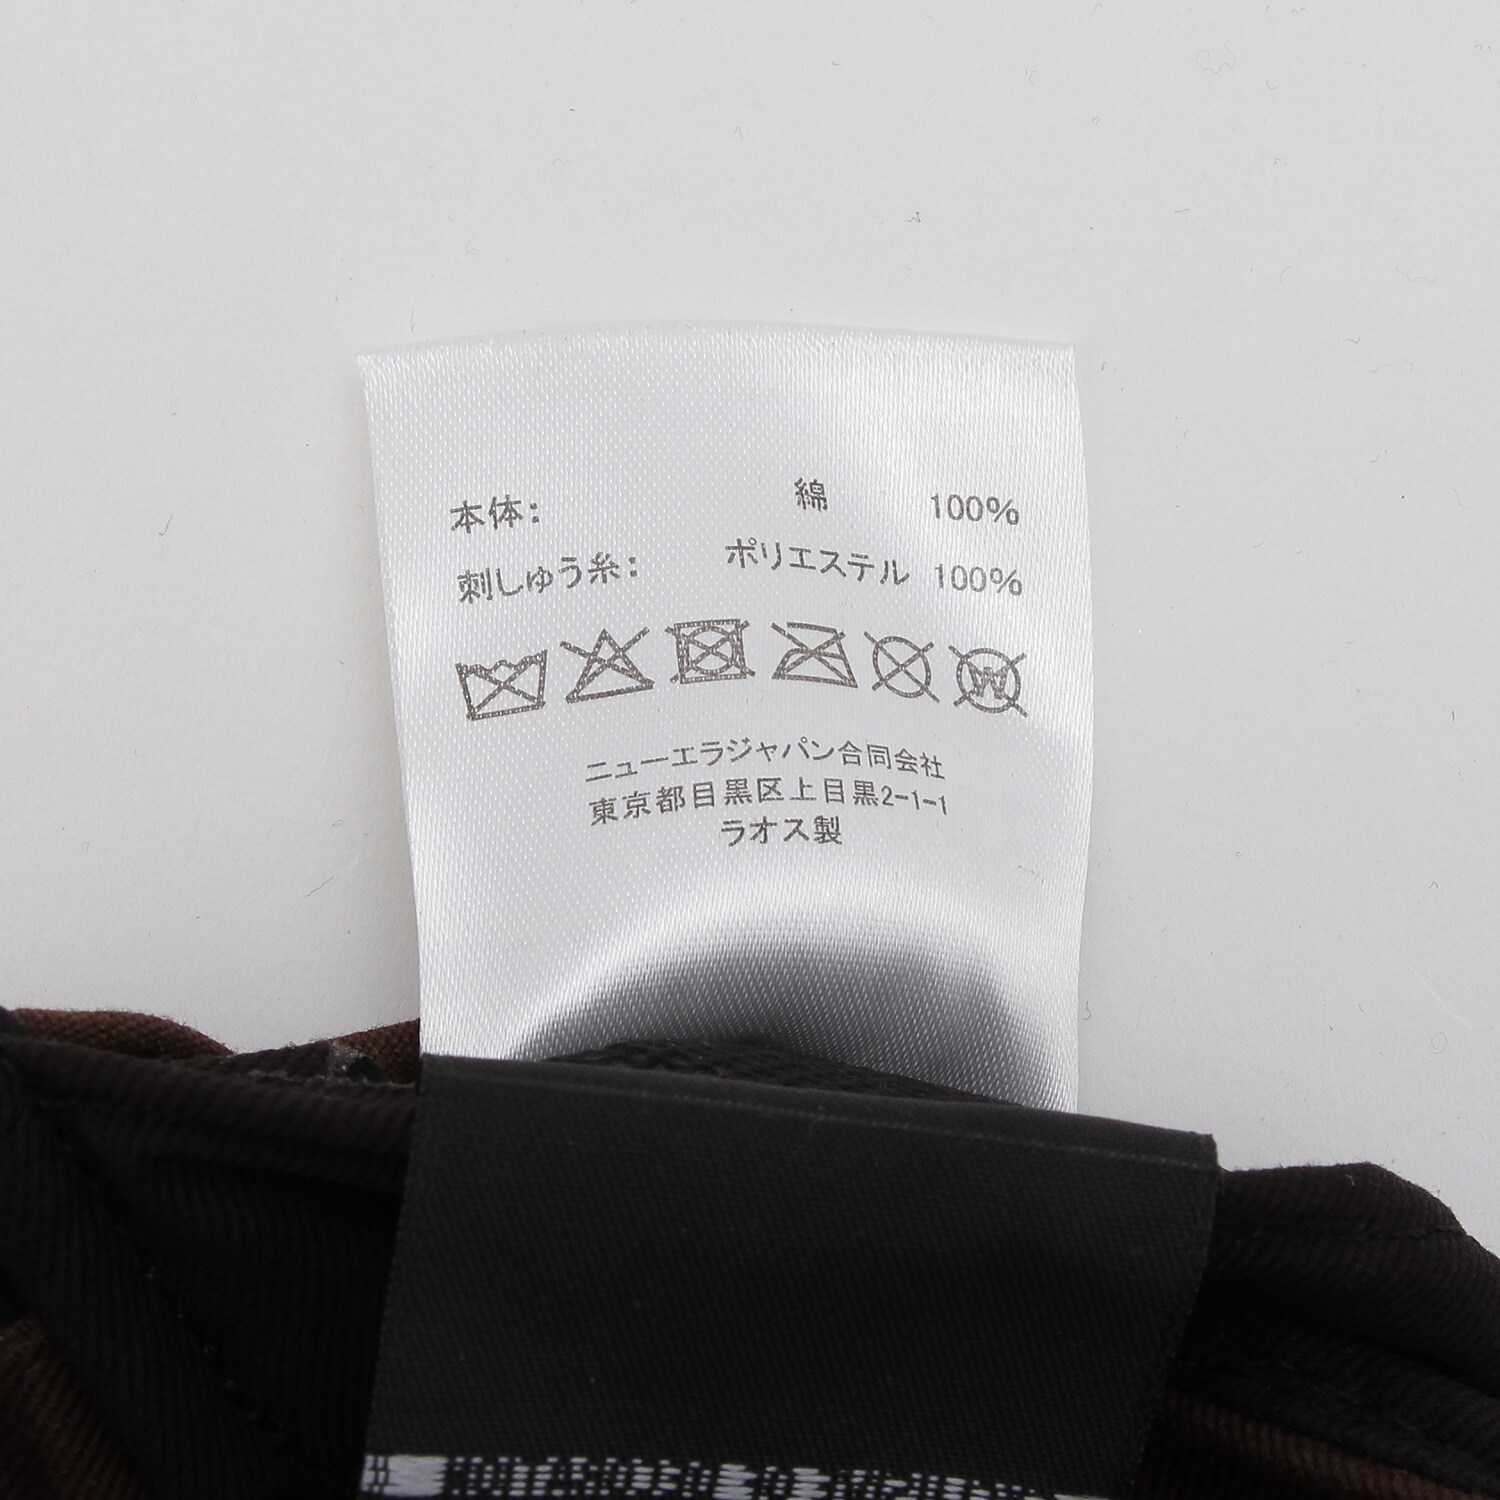 本体: 綿 100%
刺しゅう糸: ポリエステル 100%
W
ニューエラジャパン合同会社
東京都目黒区上目黒2-1-1
ラオス製